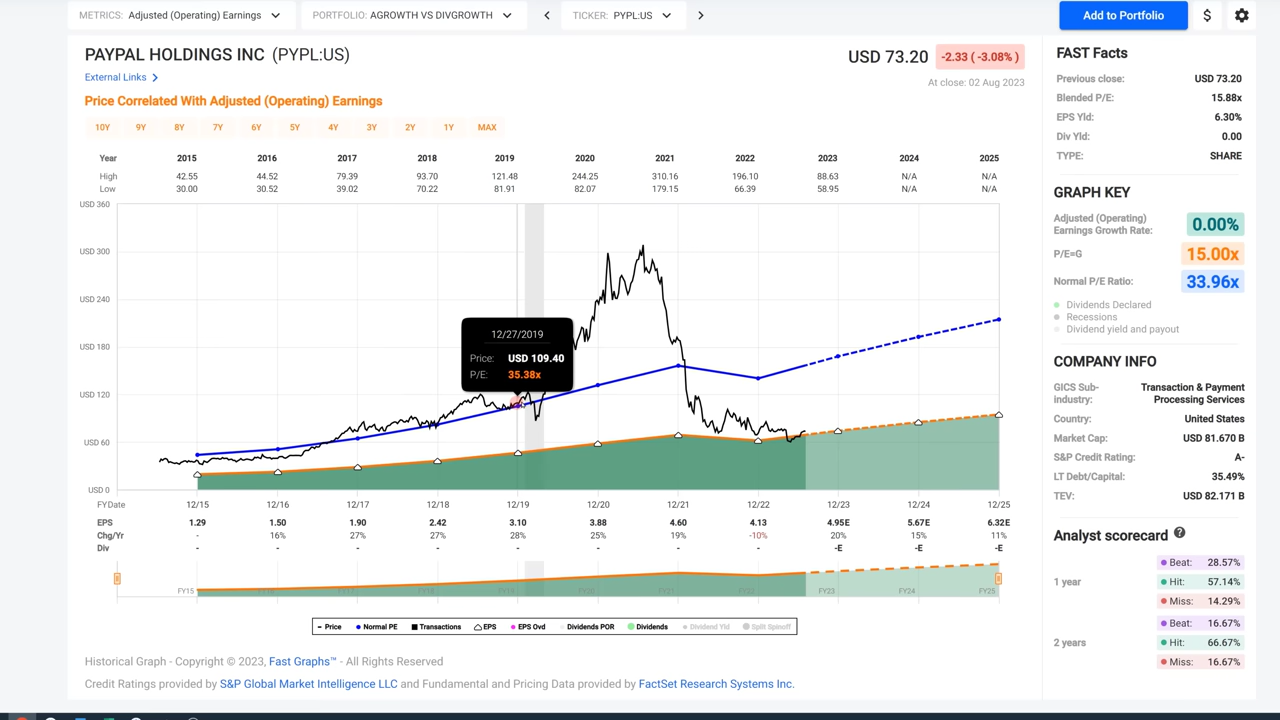 METRICS: Adjusted (Operating) Earnings PORTFOLIO: AGROWTH VS DIVGROWTH TICKER: PYPL:US Add to Portfolio $
PAYPAL HOLDINGS INC (PYPL:US) USD 73.20 -2.33 ( -3.08% )
External Links
At close: 02 Aug 2023
Price Correlated With Adjusted (Operating) Earnings
10Y 9Y 8Y 7Y 6Y 5Y 4Y 3Y 2Y 1Y MAX
Year 2015 2016 2017 2018 2019 2020 2021 2022 2023 2024 2025
High 42.55 44.52 79.39 93.70 121.48 244.25 310.16 196.10 88.63 N/A N/A
Low 30.00 30.52 39.02 70.22 81.91 82.07 179.15 66.39 58.95 N/A N/A
USD 360
USD 300
USD 240
USD 180
USD 120
USD 60
USD 0
12/27/2019
Price: USD 109.40
P/E: 35.38x
FYDate 12/15 12/16 12/17 12/18 12/19 12/20 12/21 12/22 12/23 12/24 12/25
EPS 1.29 1.50 1.90 2.42 3.10 3.88 4.60 4.13 4.95E 5.67E 6.32E
Chg/Yr - 16% 27% 27% 28% 25% 19% -10% 20% 15% 11%
Div - - - - - - - - -E -E -E
FY15 FY16 FY17 FY18 FY19 FY20 FY21 FY22 FY23 FY24 FY25
Price Normal PE Transactions EPS EPS Ovd Dividends POR Dividends Dividend Yld Split Spinoff
Historical Graph - Copyright © 2023, Fast Graphs™ - All Rights Reserved
Credit Ratings provided by S&P Global Market Intelligence LLC and Fundamental and Pricing Data provided by FactSet Research Systems Inc.
FAST Facts
Previous close: USD 73.20
Blended P/E: 15.88x
EPS Yld: 6.30%
Div Yld: 0.00
TYPE: SHARE
GRAPH KEY
Adjusted (Operating)
Earnings Growth Rate: 0.00%
P/E=G 15.00x
Normal P/E Ratio: 33.96x
Dividends Declared
Recessions
Dividend yield and payout
COMPANY INFO
GICS Sub-
industry: Transaction & Payment
Processing Services
Country: United States
Market Cap: USD 81.670 B
S&P Credit Rating: A-
LT Debt/Capital: 35.49%
TEV: USD 82.171 B
Analyst scorecard ?
1 year
Beat: 28.57%
Hit: 57.14%
Miss: 14.29%
2 years
Beat: 16.67%
Hit: 66.67%
Miss: 16.67%